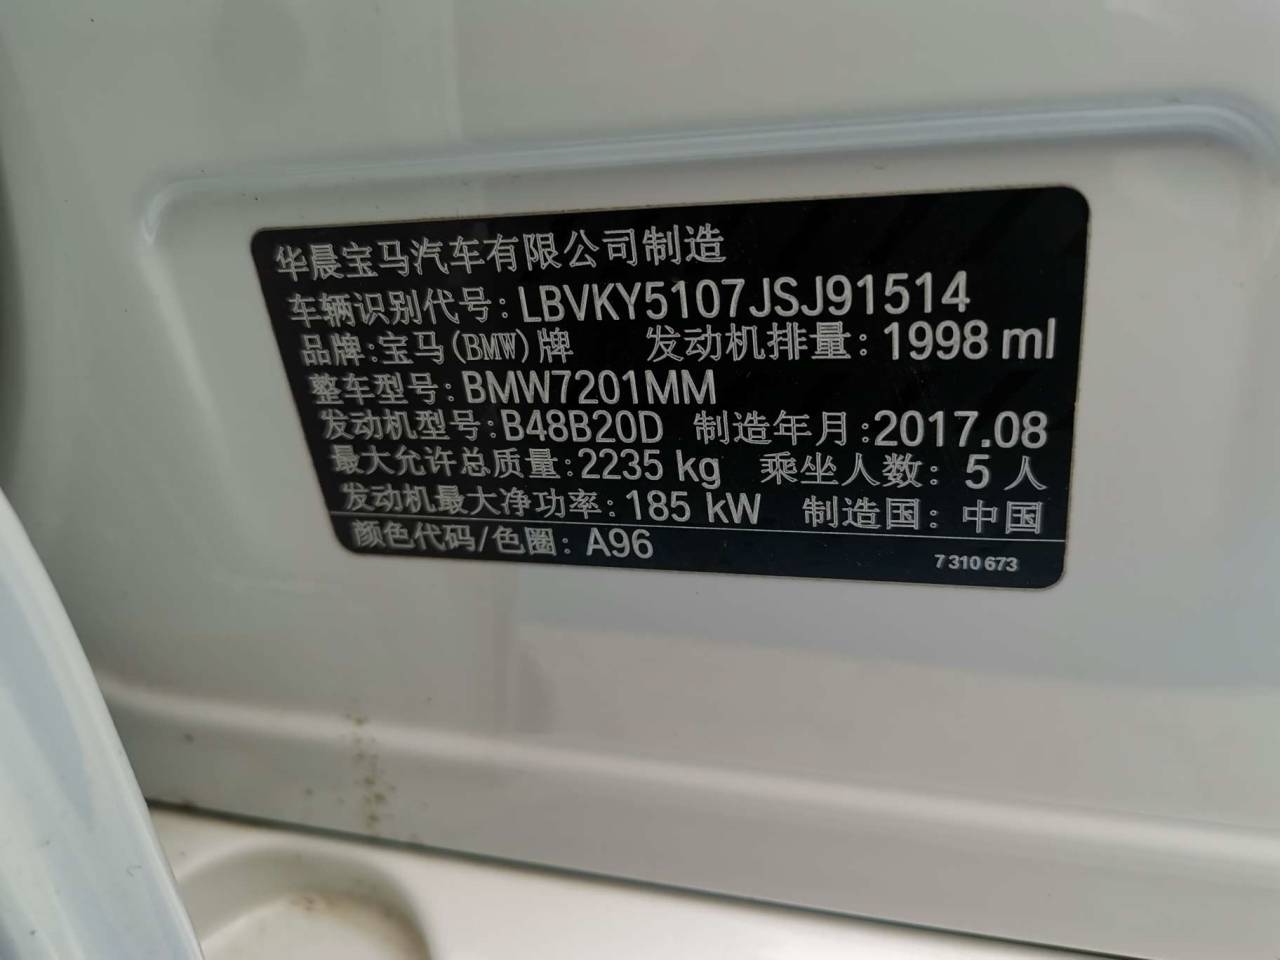 华晨宝马汽车有限公司制造
车辆识别代号:LBVKY5107JSJ91514
品牌:宝马(BMW)牌 发动机排量: 1998 ml
整车型号:BMW7201MM
发动机型号:B48B20D 制造年月:2017.08
最大允许总质量:2235 kg 乘坐人数: 5 人
发动机最大净功率:185 kW 制造国: 中国
颜色代码/色圈: A96 7 310 673